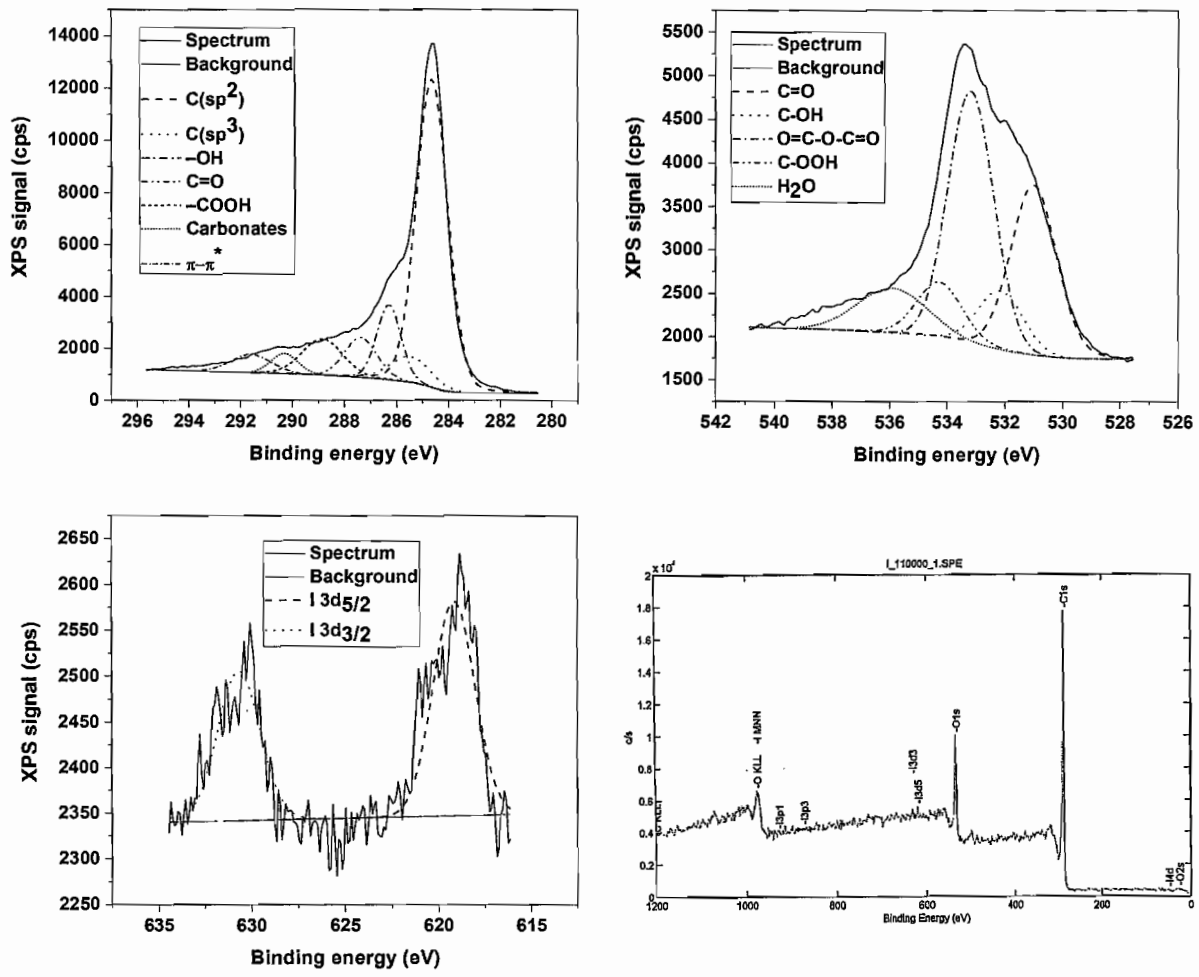 14000
12000
10000
8000
6000
4000
2000
0
XPS signal (cps)
Spectrum
Background
C(sp2)
C(sp3)
–OH
C=O
–COOH
Carbonates
π–π*
296 294 292 290 288 286 284 282 280
Binding energy (eV)
5500
5000
4500
4000
3500
3000
2500
2000
1500
XPS signal (cps)
Spectrum
Background
C=O
C-OH
O=C-O-C=O
C-OOH
H2O
542 540 538 536 534 532 530 528 526
Binding energy (eV)
2650
2600
2550
2500
2450
2400
2350
2300
2250
XPS signal (cps)
Spectrum
Background
I 3d5/2
I 3d3/2
635 630 625 620 615
Binding energy (eV)
I_110000_1.SPE
x 10⁴
2
1.8
1.6
1.4
1.2
1
0.8
0.6
0.4
0.2
0
c/s
-O KLL
-I MNN
-I3p1
-I3p3
-I3d3
-I3d5
-O1s
-C1s
-I4d
-O2s
1200 1000 800 600 400 200 0
Binding Energy (eV)